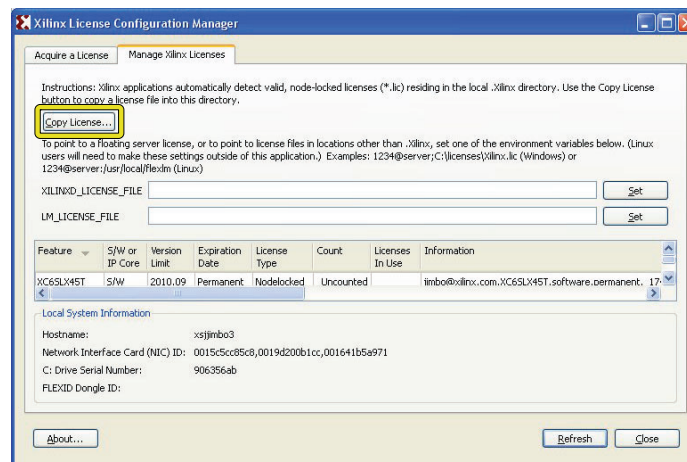 Xilinx License Configuration Manager
Acquire a License Manage Xilinx Licenses
Instructions: Xilinx applications automatically detect valid, node-locked licenses (*.lic) residing in the local .Xilinx directory. Use the Copy License
button to copy a license file into this directory.
Copy License...
To point to a floating server license, or to point to license files in locations other than .Xilinx, set one of the environment variables below. (Linux
users will need to make these settings outside of this application.) Examples: 1234@server;C:\licenses\Xilinx.lic (Windows) or
1234@server:/usr/local/flexlm (Linux)
XILINXD_LICENSE_FILE Set
LM_LICENSE_FILE Set
Feature S/W or Version Expiration License Count Licenses Information
IP Core Limit Date Type In Use
XC6SLX45T S/W 2010.09 Permanent Nodelocked Uncounted jimbo@xilinx.com.XC6SLX45T.software.permanent. 17-
Local System Information
Hostname: xsjjimbo3
Network Interface Card (NIC) ID: 0015c5cc85c8,0019d200b1cc,001641b5a971
C: Drive Serial Number: 906356ab
FLEXID Dongle ID:
About... Refresh Close